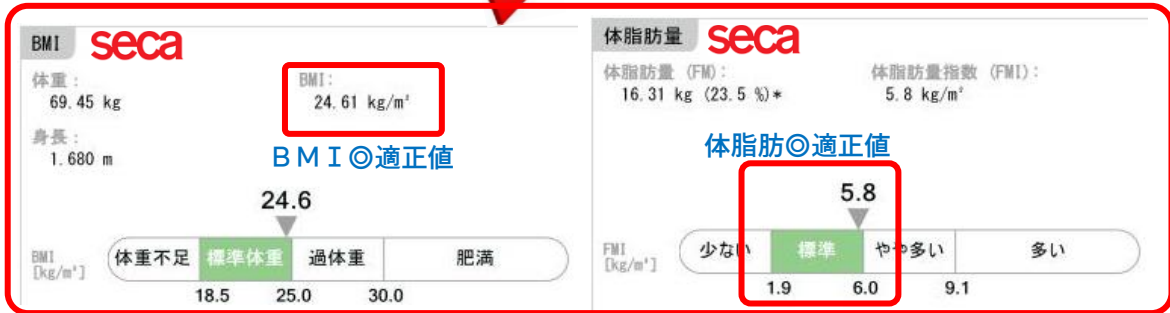 BMI seca
体重:
69.45 kg
BMI:
24.61 kg/m²
身長:
1.680 m
BMI◎適正値
24.6
BMI
[kg/m²]
体重不足 標準体重 過体重 肥満
18.5 25.0 30.0
体脂肪量 seca
体脂肪量 (FM):
16.31 kg (23.5 %)*
体脂肪量指数 (FMI):
5.8 kg/m²
体脂肪◎適正値
5.8
FMI
[kg/m²]
少ない 標準 やや多い 多い
1.9 6.0 9.1